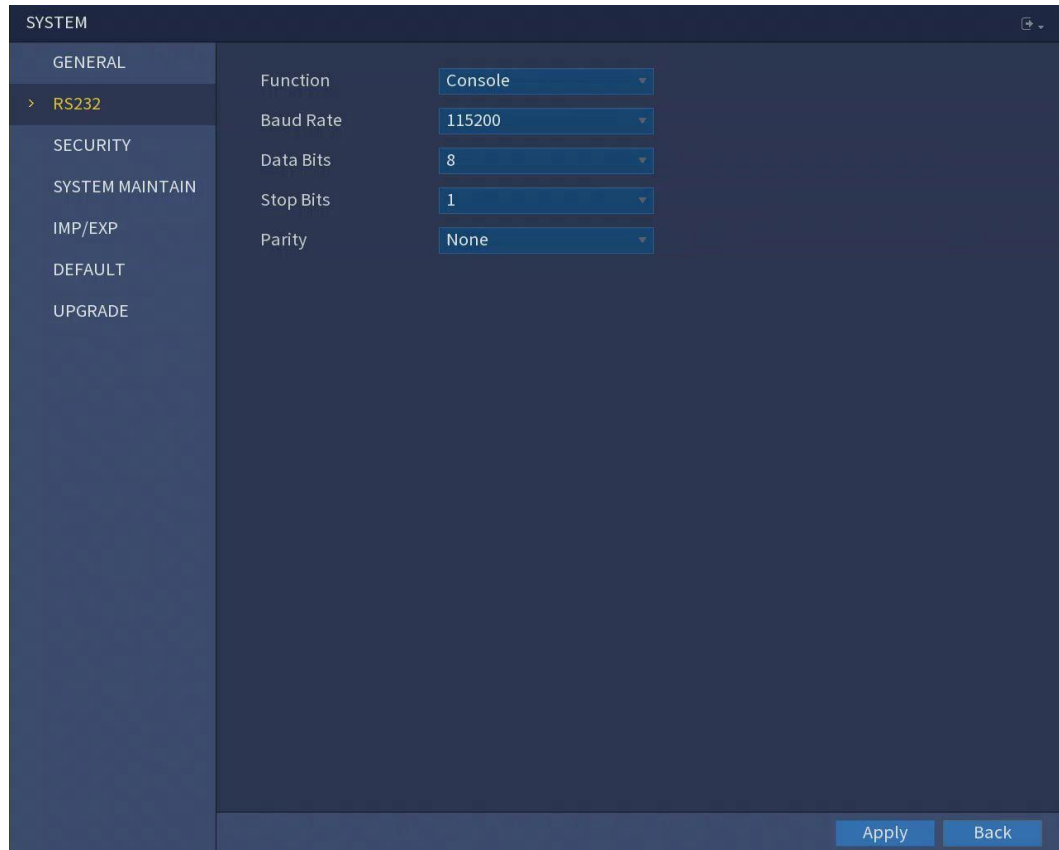 SYSTEM
GENERAL
> RS232
SECURITY
SYSTEM MAINTAIN
IMP/EXP
DEFAULT
UPGRADE
Function Console
Baud Rate 115200
Data Bits 8
Stop Bits 1
Parity None
Apply Back